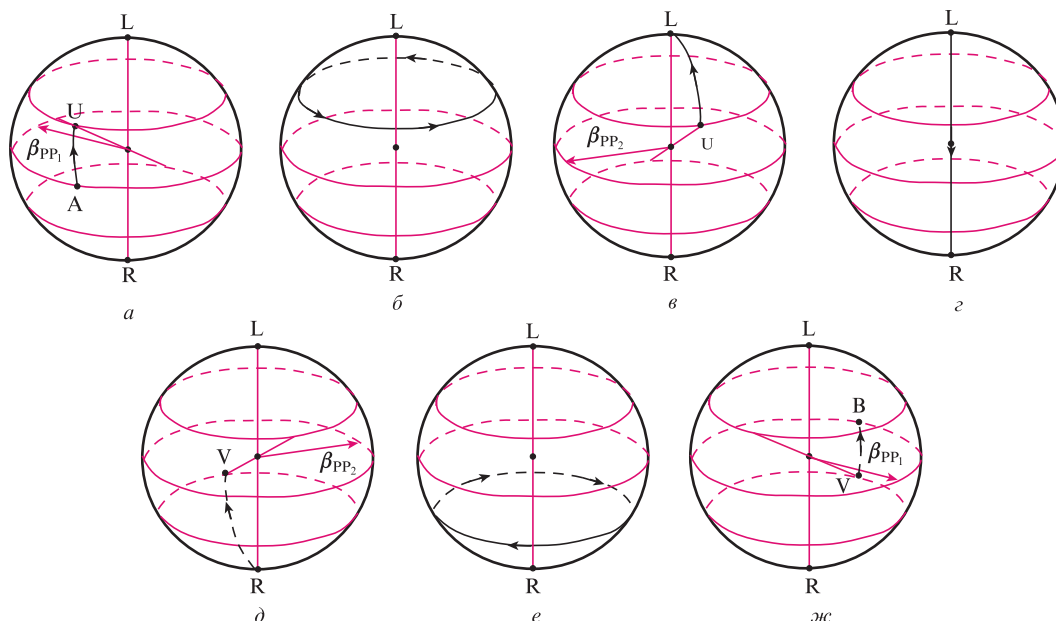 L L L L
U
β_PP₁
A
β_PP₂
U
R R R R
а б в г
L L L
V
β_PP₂
B
β_PP₁
V
R R R
д е ж